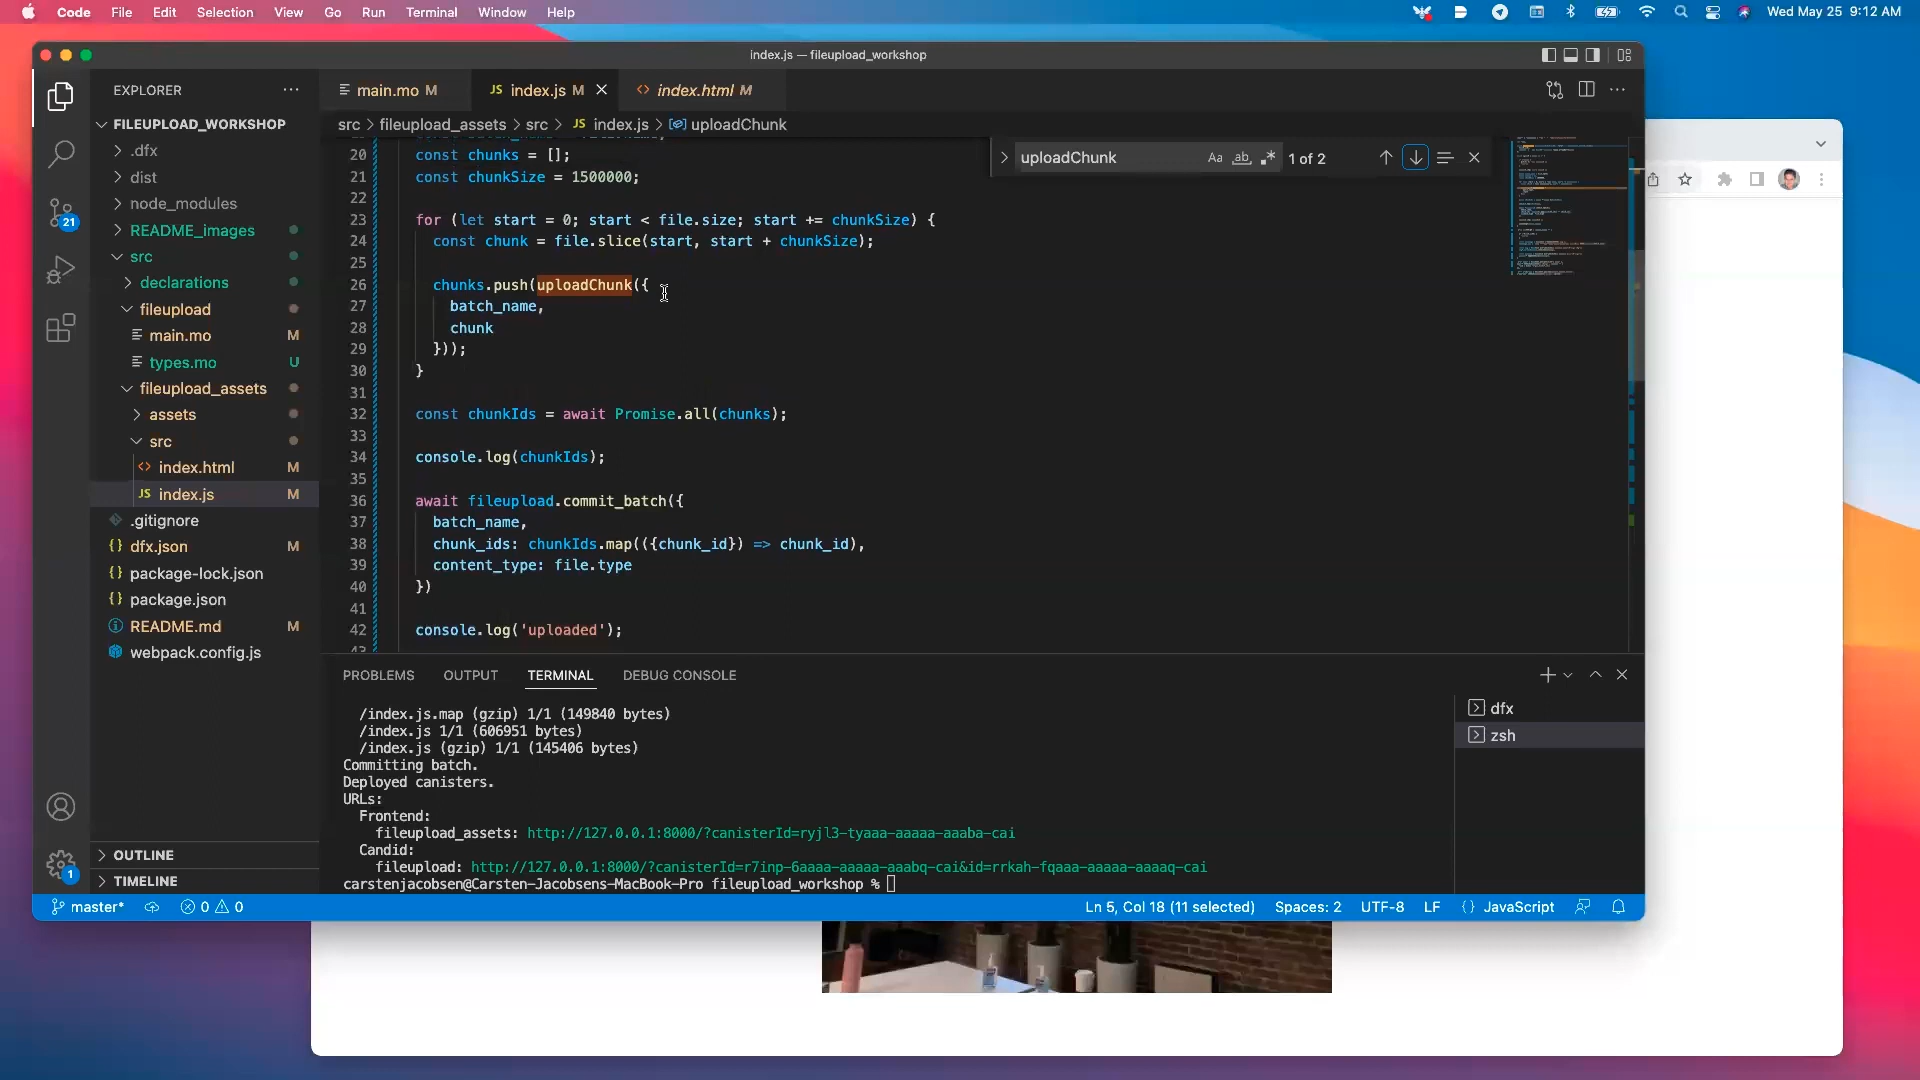 Code File Edit Selection View Go Run Terminal Window Help
Wed May 25 9:12 AM
index.js — fileupload_workshop
EXPLORER
FILEUPLOAD_WORKSHOP
.dfx
dist
node_modules
README_images
src
declarations
fileupload
main.mo M
types.mo U
fileupload_assets
assets
src
index.html M
index.js M
.gitignore
dfx.json M
package-lock.json
package.json
README.md M
webpack.config.js
OUTLINE
TIMELINE
21
1
main.mo M
JS index.js M
index.html M
src > fileupload_assets > src > JS index.js > uploadChunk
uploadChunk Aa ab 1 of 2
20 const chunks = [];
21 const chunkSize = 1500000;
22
23 for (let start = 0; start < file.size; start += chunkSize) {
24 const chunk = file.slice(start, start + chunkSize);
25
26 chunks.push(uploadChunk({
27 batch_name,
28 chunk
29 }));
30 }
31
32 const chunkIds = await Promise.all(chunks);
33
34 console.log(chunkIds);
35
36 await fileupload.commit_batch({
37 batch_name,
38 chunk_ids: chunkIds.map(({chunk_id}) => chunk_id),
39 content_type: file.type
40 })
41
42 console.log('uploaded');
PROBLEMS OUTPUT TERMINAL DEBUG CONSOLE
/index.js.map (gzip) 1/1 (149840 bytes)
/index.js 1/1 (606951 bytes)
/index.js (gzip) 1/1 (145406 bytes)
Committing batch.
Deployed canisters.
URLs:
Frontend:
fileupload_assets: http://127.0.0.1:8000/?canisterId=ryjl3-tyaaa-aaaaa-aaaba-cai
Candid:
fileupload: http://127.0.0.1:8000/?canisterId=r7inp-6aaaa-aaaaa-aaabq-cai&id=rrkah-fqaaa-aaaaa-aaaaq-cai
carstenjacobsen@Carsten-Jacobsens-MacBook-Pro fileupload_workshop %
dfx
zsh
master* 0 0
Ln 5, Col 18 (11 selected) Spaces: 2 UTF-8 LF {} JavaScript